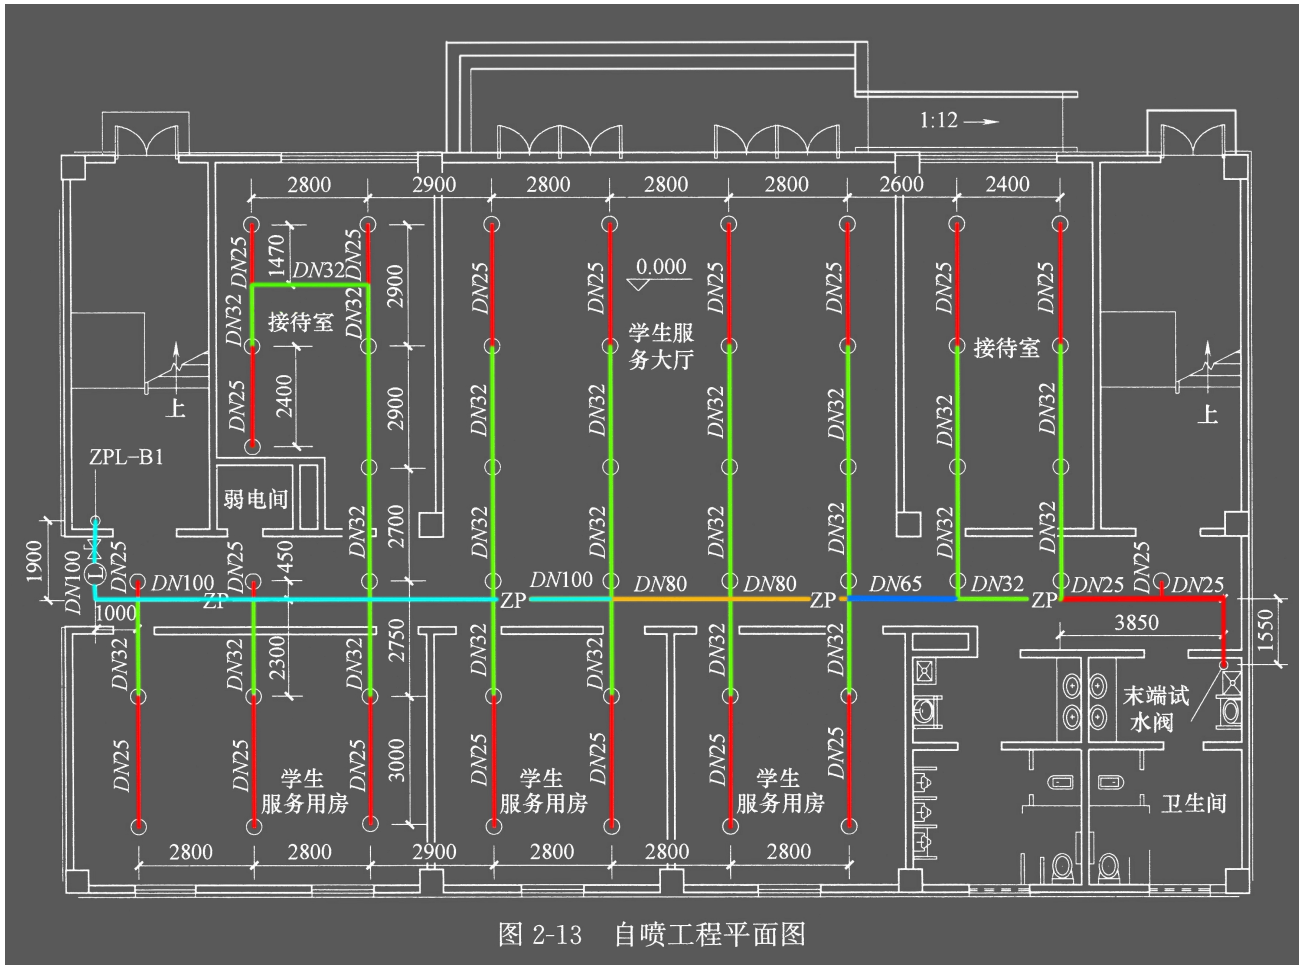 1:12
2800
2900
2800
2800
2800
2600
2400
DN25
1470
DN32
DN25
2900
DN25
DN25
0.000
DN25
DN25
DN25
DN25
DN32
接待室
DN32
学生服
务大厅
接待室
DN25
2400
2900
DN32
DN32
DN32
DN32
DN32
DN32
上
上
ZPL-B1
弱电间
DN32
2700
DN32
DN32
DN32
DN32
DN32
DN32
1900
DN100
L
DN25
DN100
DN25
450
DN100
DN80
DN80
DN65
DN32
DN25
DN25
DN25
ZP
ZP
ZP
ZP
1000
3850
1550
DN32
DN32
2300
DN32
2750
DN32
DN32
DN32
DN32
末端试
水阀
DN25
DN25
DN25
3000
DN25
DN25
DN25
DN25
学生
服务用房
学生
服务用房
学生
服务用房
卫生间
2800
2800
2900
2800
2800
2800
图 2-13 自喷工程平面图